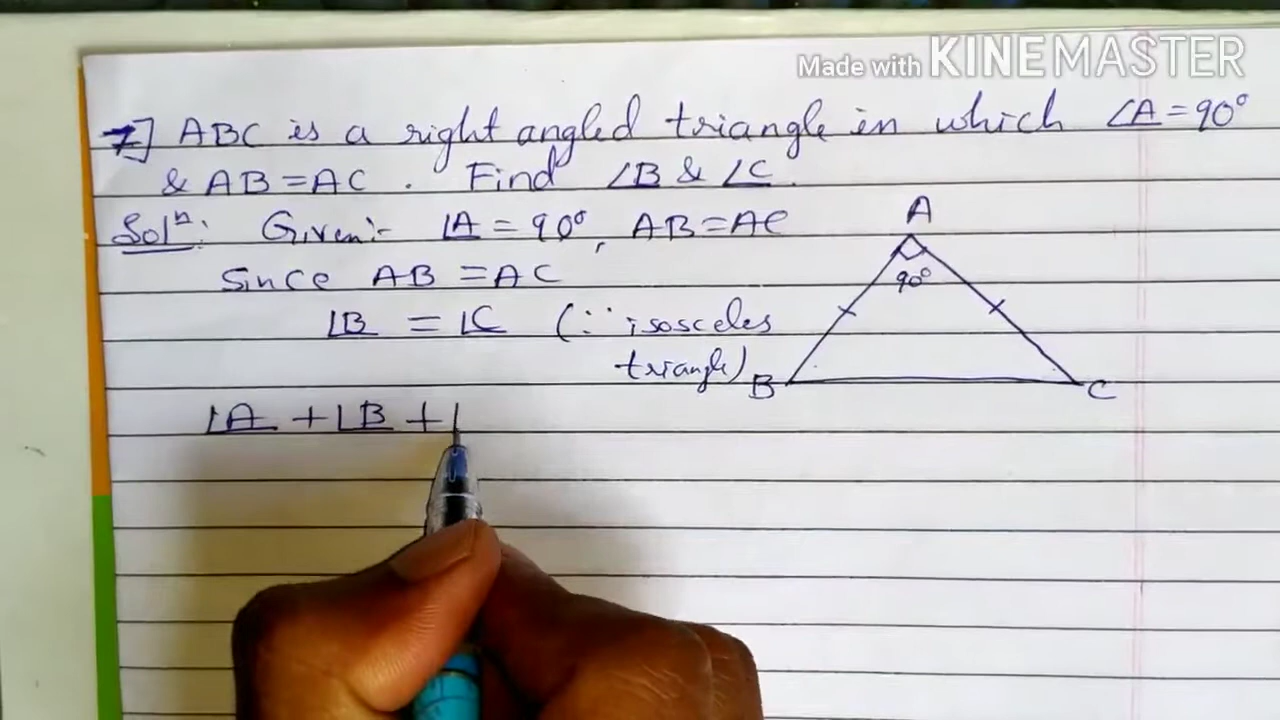 Made with KINEMASTER
7] ABC is a right angled triangle in which ∠A = 90°
& AB = AC . Find ∠B & ∠C.
Solⁿ: Given:- ∠A = 90°, AB = AC
Since AB = AC
∠B = ∠C (∵ isosceles
triangle)
A
90°
B
C
∠A + ∠B +